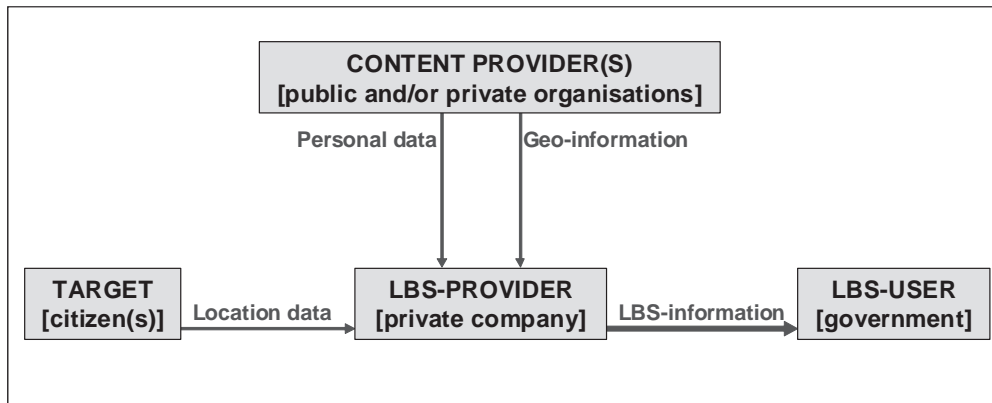 CONTENT PROVIDER(S)
[public and/or private organisations]
Personal data
Geo-information
TARGET
[citizen(s)]
Location data
LBS-PROVIDER
[private company]
LBS-information
LBS-USER
[government]